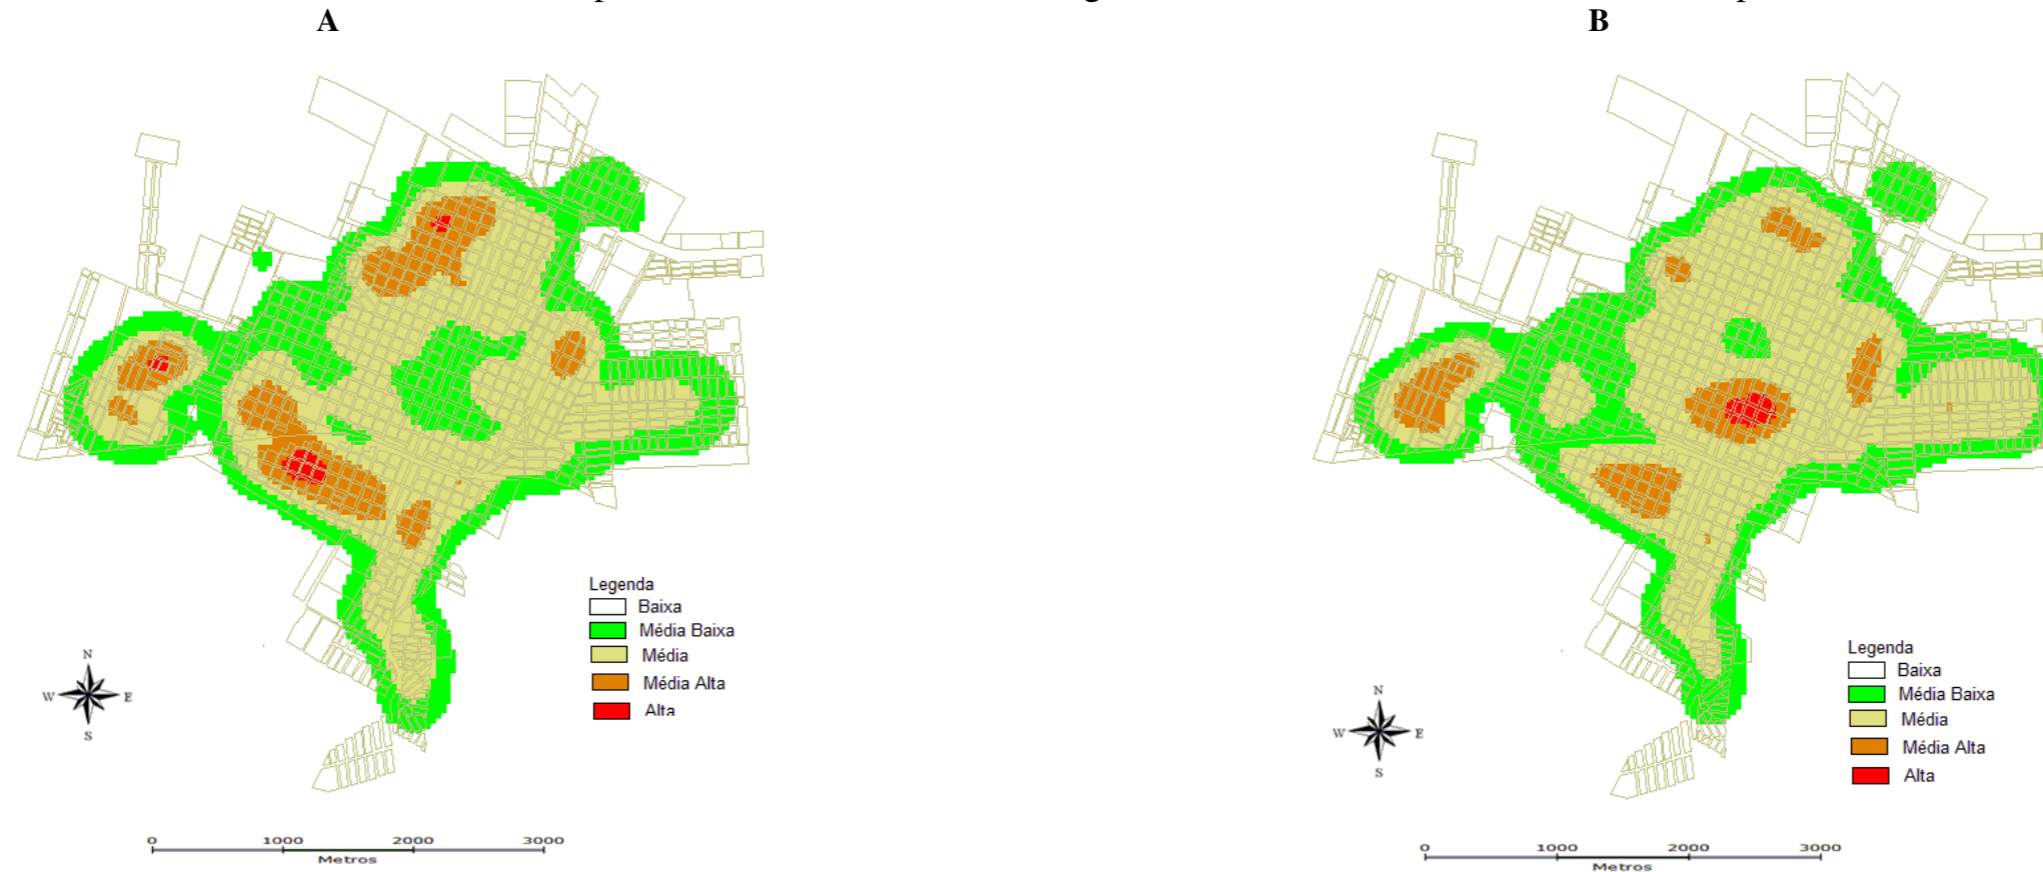 A
B
Legenda
Baixa
Média Baixa
Média
Média Alta
Alta
N
W E
S
0 1000 2000 3000
Metros
Legenda
Baixa
Média Baixa
Média
Média Alta
Alta
N
W E
S
0 1000 2000 3000
Metros